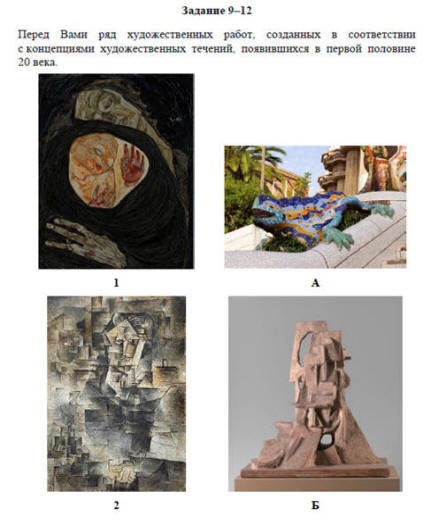 Задание 9–12
Перед Вами ряд художественных работ, созданных в соответствии
с концепциями художественных течений, появившихся в первой половине
20 века.
1
А
2
Б